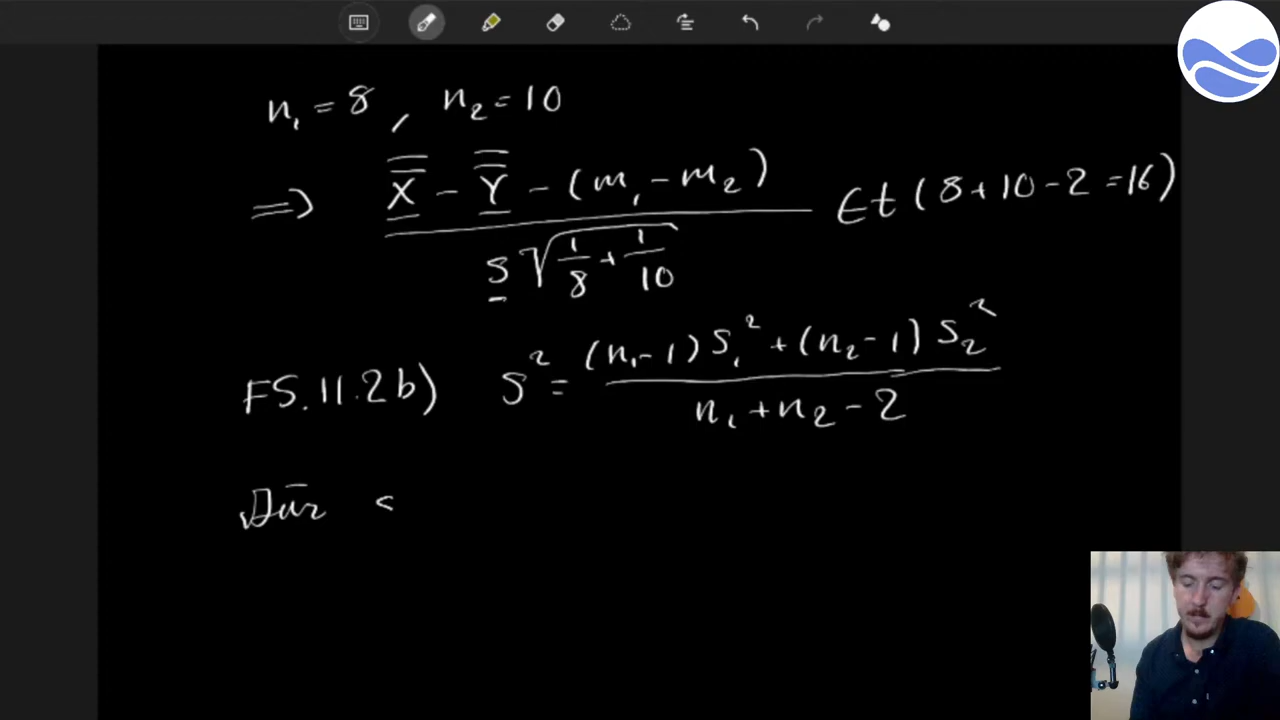 n₁ = 8 , n₂ = 10
⇒ (X̿ − Y̿ − (m₁ − m₂)) / (s√(1/8 + 1/10)) ∈ t(8+10−2=16)
FS.11.2b) S² = ((n₁−1)S₁² + (n₂−1)S₂²) / (n₁+n₂−2)
Där s